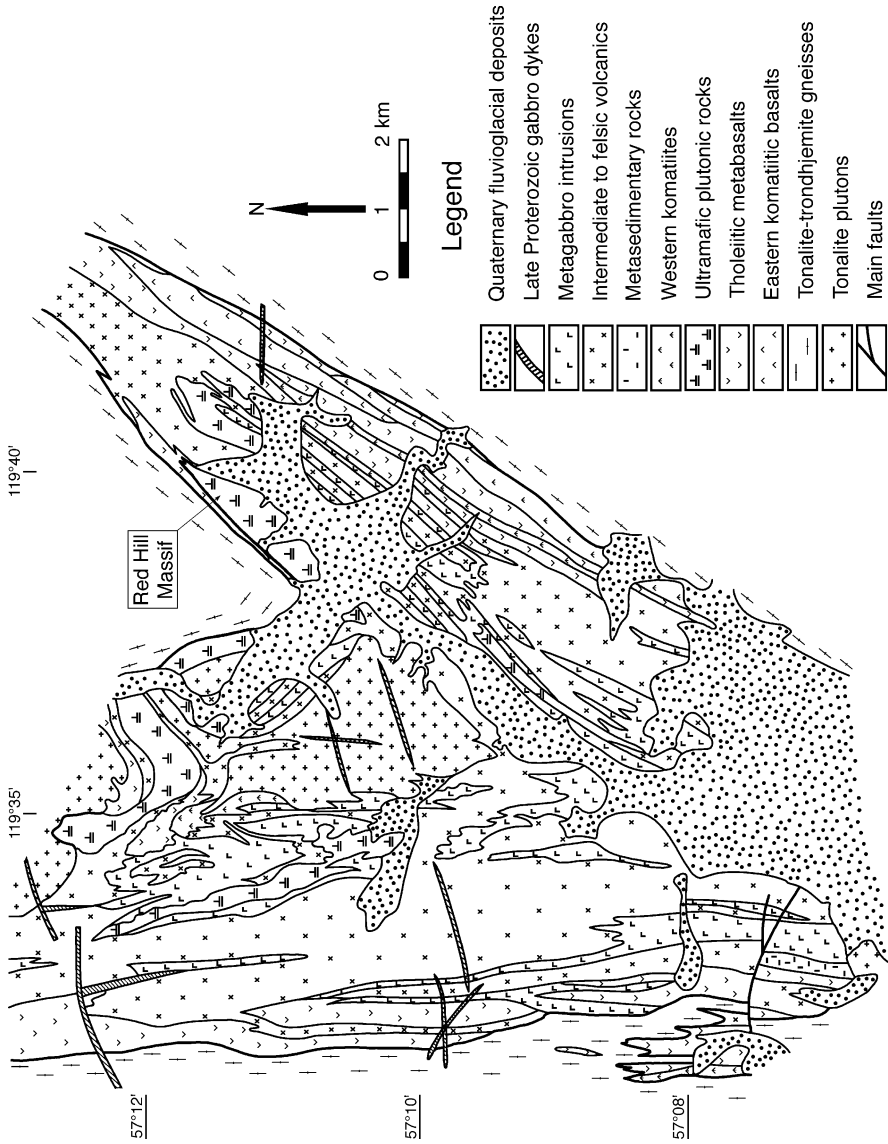 119°35'
119°40'
57°12'
57°10'
57°08'
Red Hill
Massif
N
0 1 2 km
Legend
Quaternary fluvioglacial deposits
Late Proterozoic gabbro dykes
Metagabbro intrusions
Intermediate to felsic volcanics
Metasedimentary rocks
Western komatiites
Ultramafic plutonic rocks
Tholeiitic metabasalts
Eastern komatiitic basalts
Tonalite-trondhjemite gneisses
Tonalite plutons
Main faults